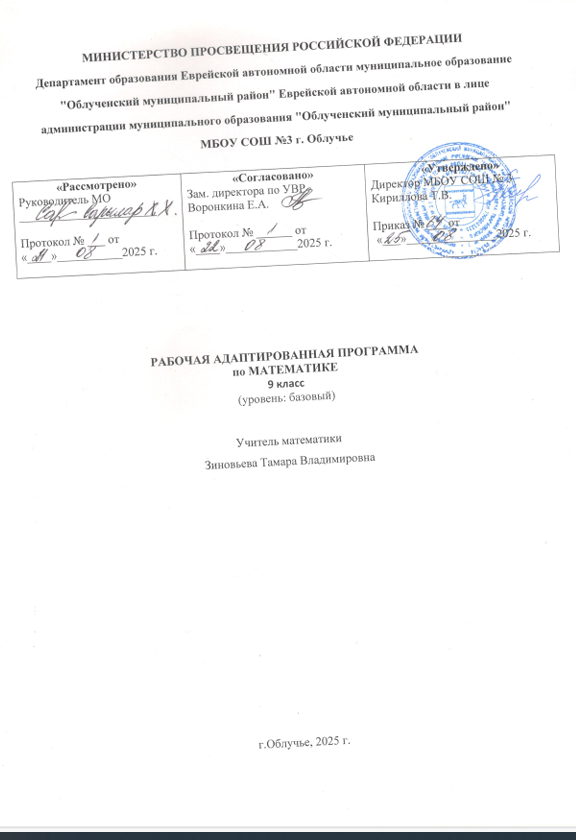 МИНИСТЕРСТВО ПРОСВЕЩЕНИЯ РОССИЙСКОЙ ФЕДЕРАЦИИ
Департамент образования Еврейской автономной области муниципальное образование
"Облученский муниципальный район" Еврейской автономной области в лице
администрации муниципального образования "Облученский муниципальный район"
МБОУ СОШ №3 г. Облучье
«Рассмотрено»
Руководитель МО
Протокол № 1 от
« 21 » 08 2025 г.
«Согласовано»
Зам. директора по УВР
Воронкина Е.А.
Протокол № 1 от
« 22 » 08 2025 г.
«Утверждено»
Директор МБОУ СОШ №3
Кириллова Т.В.
Приказ № 64 от
« 25 » 08 2025 г.
РАБОЧАЯ АДАПТИРОВАННАЯ ПРОГРАММА
по МАТЕМАТИКЕ
9 класс
(уровень: базовый)
Учитель математики
Зиновьева Тамара Владимировна
г.Облучье, 2025 г.